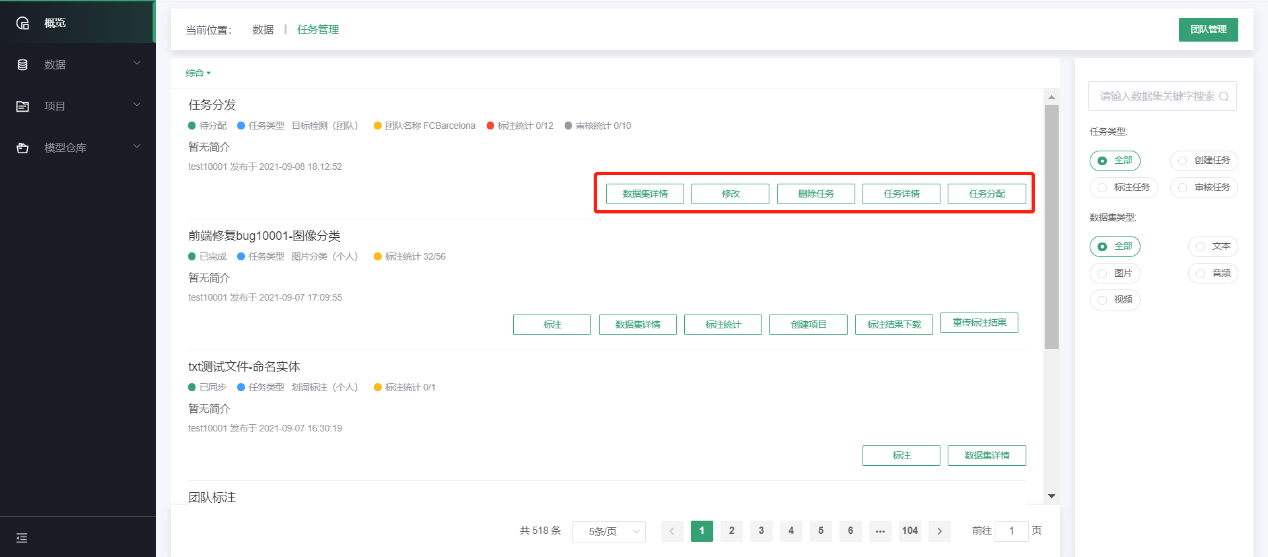 概览
数据
项目
模型仓库
当前位置： 数据 | 任务管理
团队管理
综合
任务分发
待分配 任务类型 目标检测（团队） 团队名称 FCBarcelona 标注统计 0/12 审核统计 0/10
暂无简介
test10001 发布于 2021-09-08 18:12:52
数据集详情 修改 删除任务 任务详情 任务分配
前端修复bug10001-图像分类
已完成 任务类型 图片分类（个人） 标注统计 32/56
暂无简介
test10001 发布于 2021-09-07 17:09:55
标注 数据集详情 标注统计 创建项目 标注结果下载 重传标注结果
txt测试文件-命名实体
已同步 任务类型 划词标注（个人） 标注统计 0/1
暂无简介
test10001 发布于 2021-09-07 16:30:19
标注 数据集详情
团队标注
共 518 条 5条/页 < 1 2 3 4 5 6 ••• 104 > 前往 1 页
请输入数据集关键字搜索
任务类型:
全部 创建任务
标注任务 审核任务
数据集类型:
全部 文本
图片 音频
视频